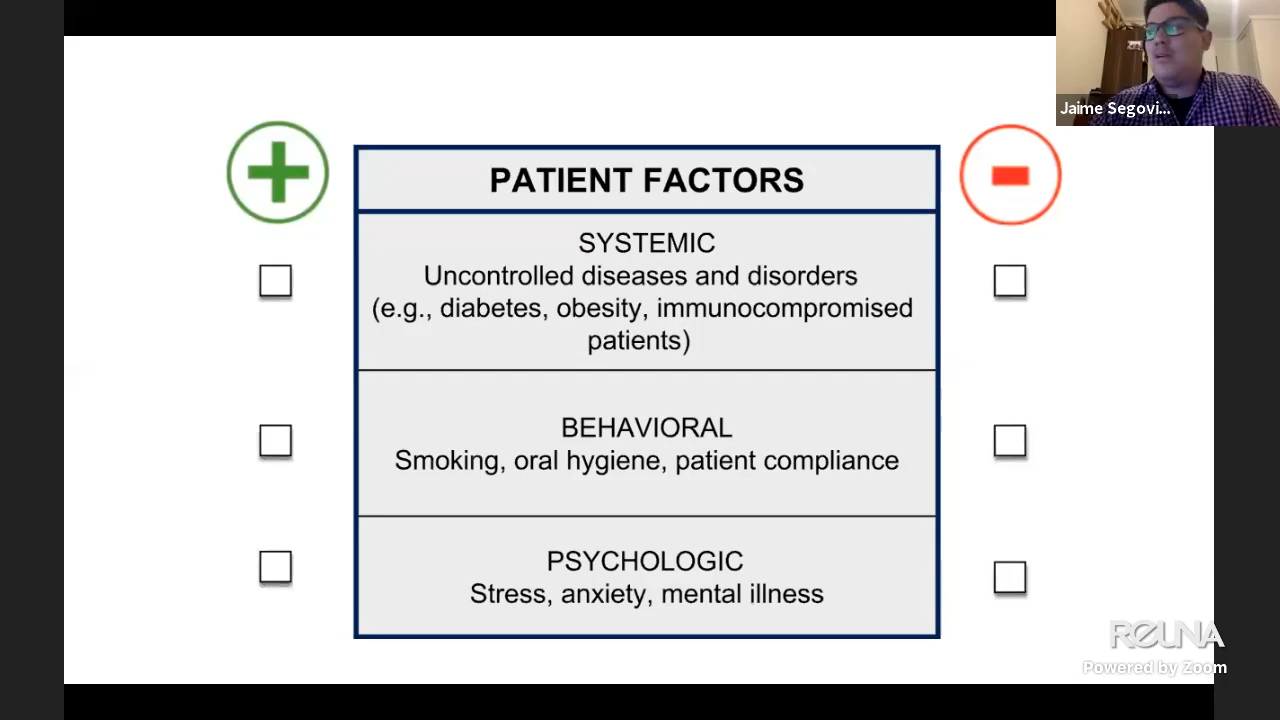 Jaime Segovi...
PATIENT FACTORS
SYSTEMIC
Uncontrolled diseases and disorders
(e.g., diabetes, obesity, immunocompromised
patients)
BEHAVIORAL
Smoking, oral hygiene, patient compliance
PSYCHOLOGIC
Stress, anxiety, mental illness
REUNA
Powered by Zoom